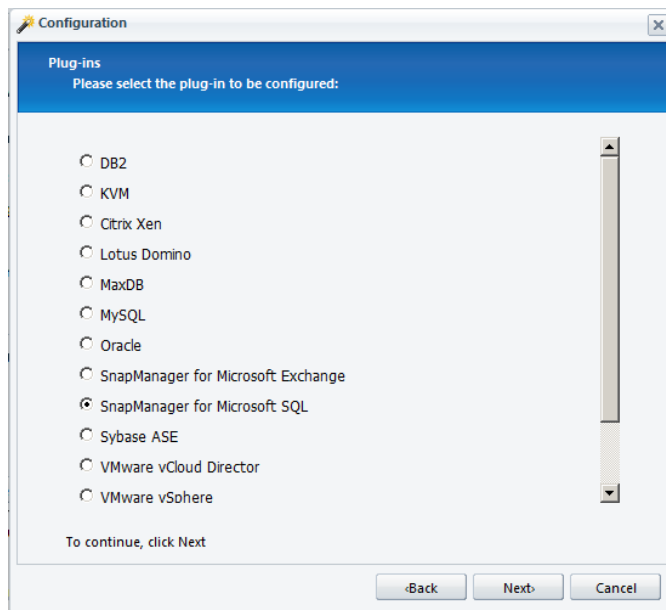 Configuration
Plug-ins
Please select the plug-in to be configured:
DB2
KVM
Citrix Xen
Lotus Domino
MaxDB
MySQL
Oracle
SnapManager for Microsoft Exchange
SnapManager for Microsoft SQL
Sybase ASE
VMware vCloud Director
VMware vSphere
To continue, click Next
‹Back Next› Cancel